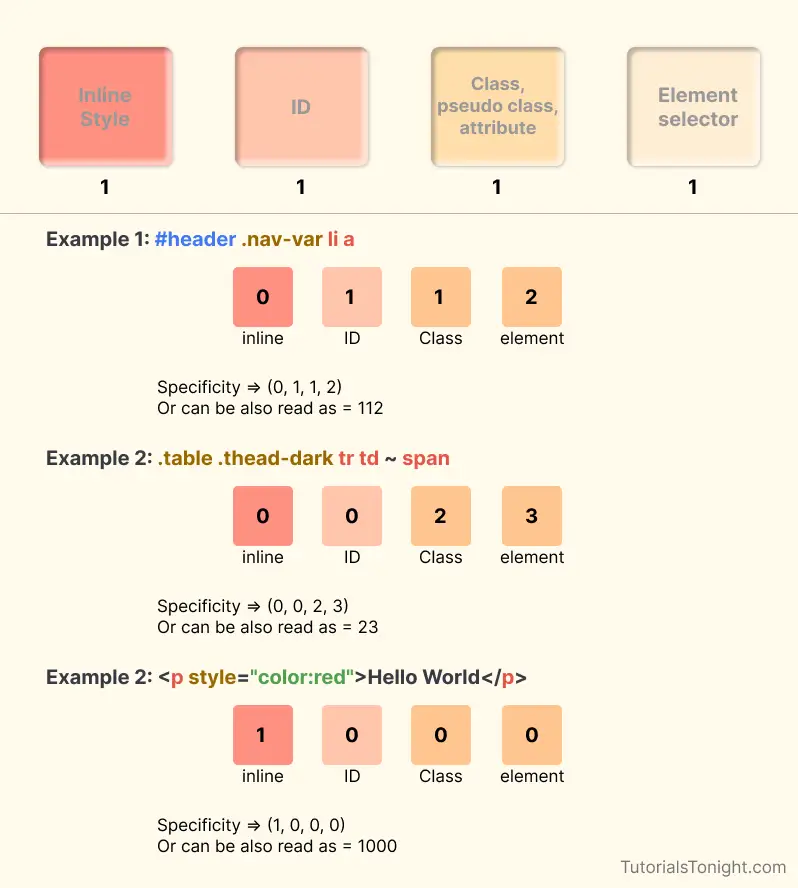 Inline
Style
ID
Class,
pseudo class,
attribute
Element
selector
1
1
1
1
Example 1: #header .nav-var li a
0
1
1
2
inline
ID
Class
element
Specificity ⇒ (0, 1, 1, 2)
Or can be also read as = 112
Example 2: .table .thead-dark tr td ~ span
0
0
2
3
inline
ID
Class
element
Specificity ⇒ (0, 0, 2, 3)
Or can be also read as = 23
Example 2: <p style="color:red">Hello World</p>
1
0
0
0
inline
ID
Class
element
Specificity ⇒ (1, 0, 0, 0)
Or can be also read as = 1000
TutorialsTonight.com